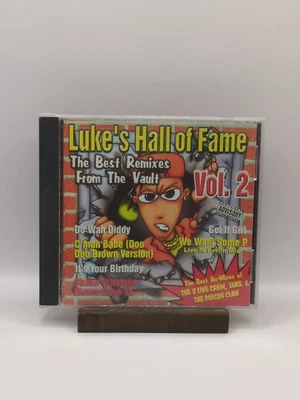 Luke's Hall of Fame
The Best Remixes
From The Vault
Vol. 2
Do Wah Diddy
Get It Girl
C'mon Babe (Doo
Doo Brown Version)
We Want Some P
It's Your Birthday
The Best Re-Mixes of
THE 2 LIVE CREW, LUKE &
THE POISON CLAN